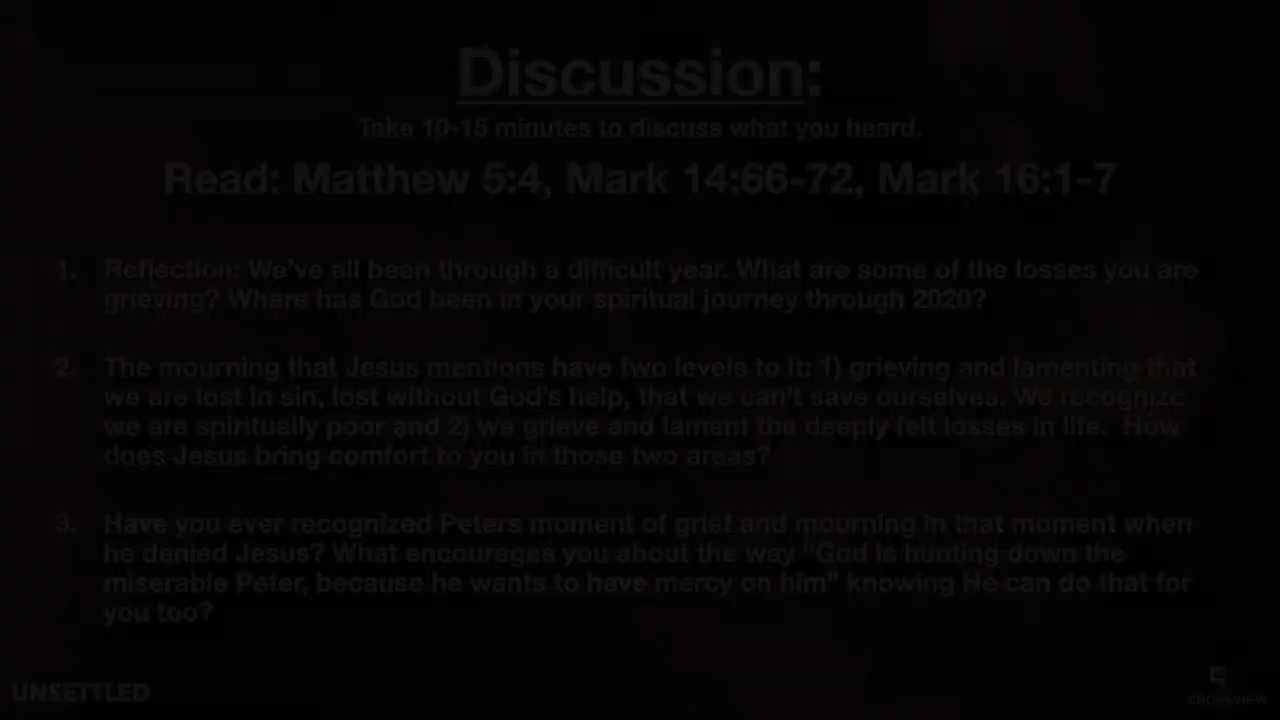 Discussion:
Take 10-15 minutes to discuss what you heard.
Read: Matthew 5:4, Mark 14:66-72, Mark 16:1-7
1. Reflection: We've all been through a difficult year. What are some of the losses you are
grieving? Where has God been in your spiritual journey through 2020?
2. The mourning that Jesus mentions have two levels to it: 1) grieving and lamenting that
we are lost in sin, lost without God's help, that we can't save ourselves. We recognize
we are spiritually poor and 2) we grieve and lament the deeply felt losses in life. How
does Jesus bring comfort to you in those two areas?
3. Have you ever recognized Peters moment of grief and mourning in that moment when
he denied Jesus? What encourages you about the way "God is hunting down the
miserable Peter, because he wants to have mercy on him" knowing He can do that for
you too?
UNSETTLED
CROSSVIEW